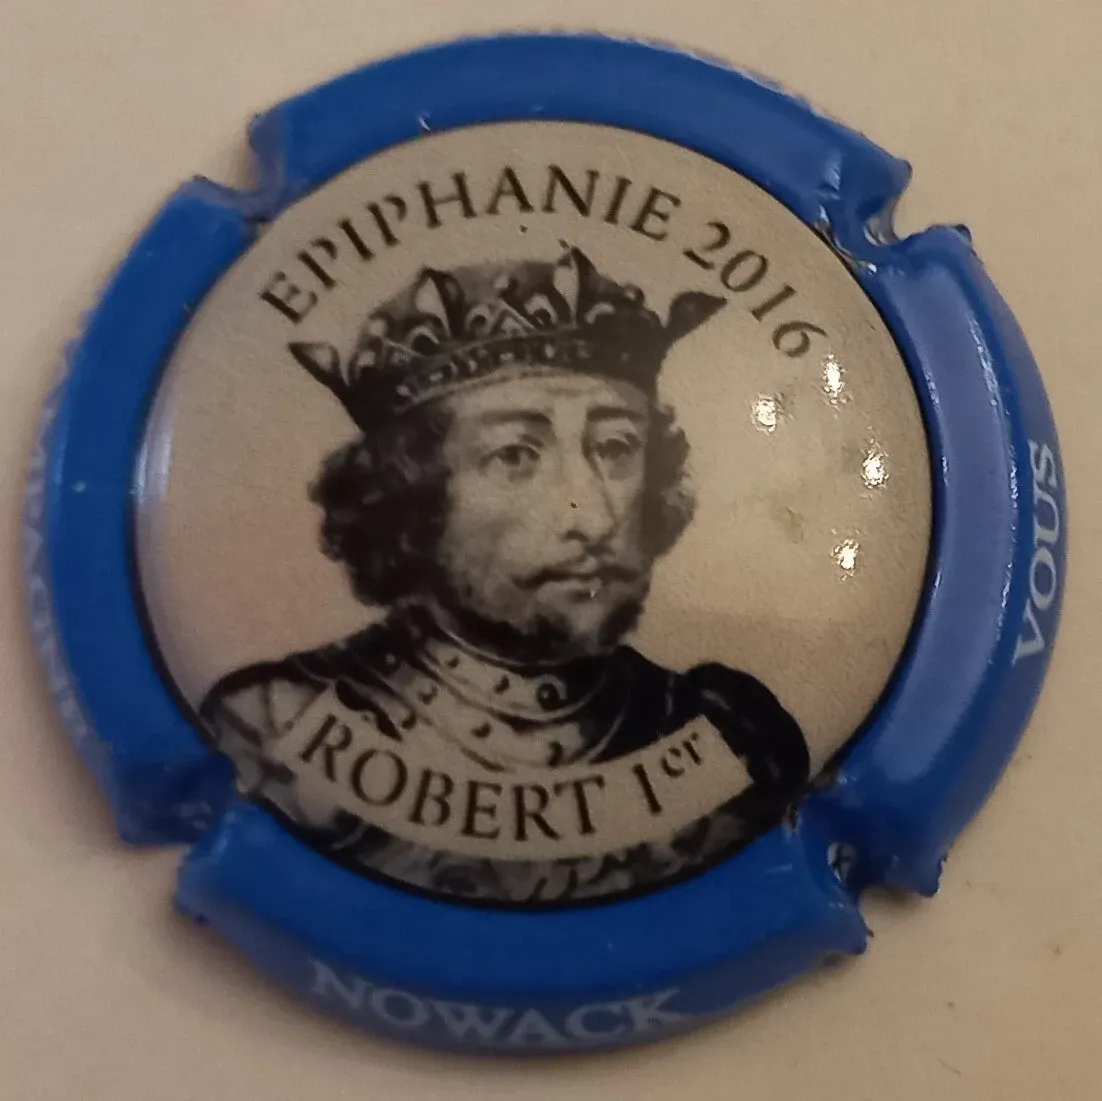 EPIPHANIE 2016
ROBERT 1er
VOUS
NOWACK